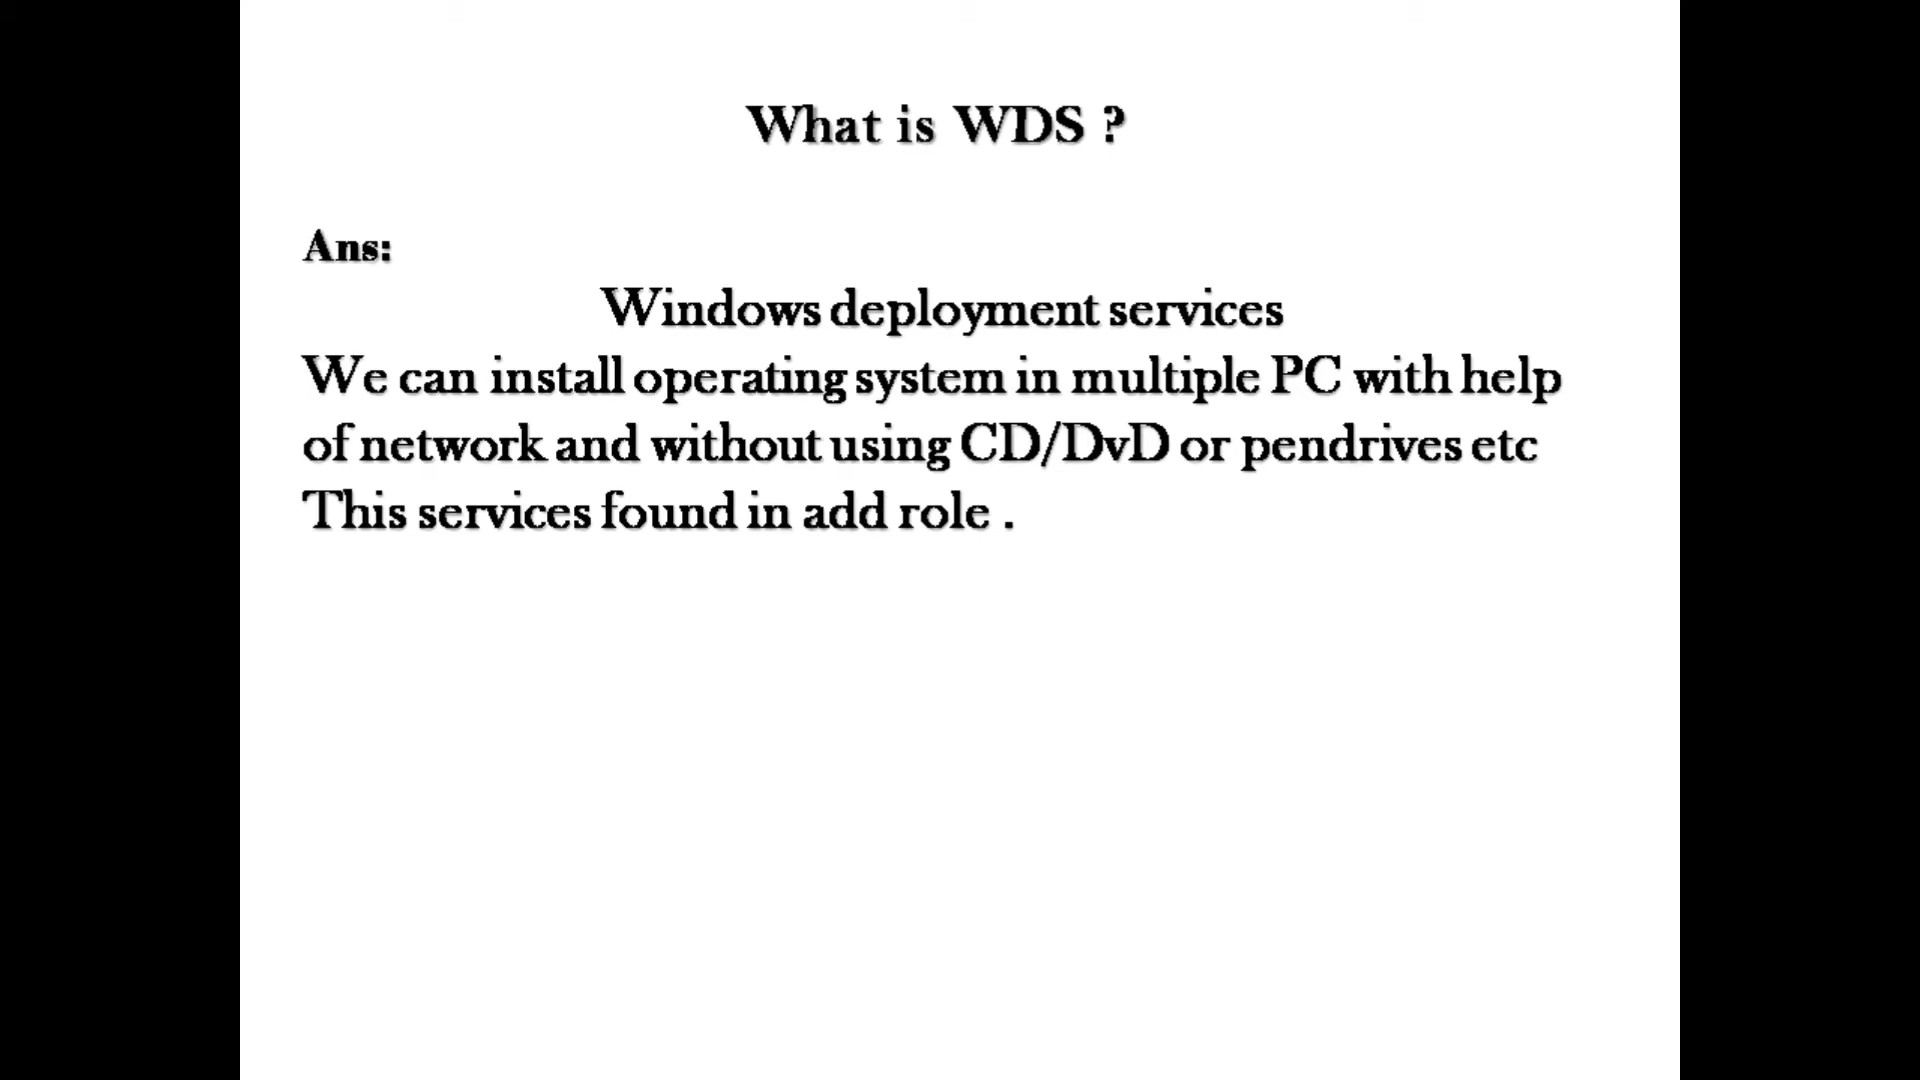 What is WDS ?
Ans:
Windows deployment services
We can install operating system in multiple PC with help
of network and without using CD/DvD or pendrives etc
This services found in add role .